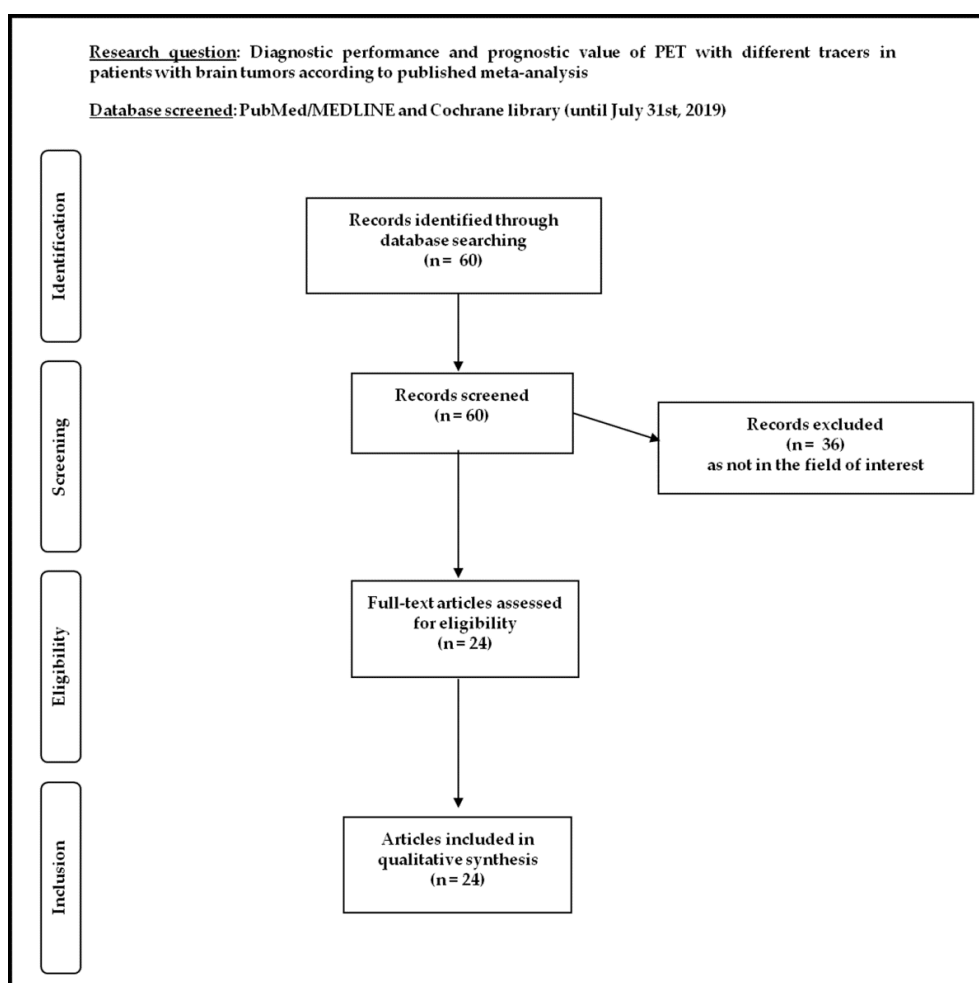 Research question: Diagnostic performance and prognostic value of PET with different tracers in
patients with brain tumors according to published meta-analysis
Database screened: PubMed/MEDLINE and Cochrane library (until July 31st, 2019)
Identification
Records identified through
database searching
(n = 60)
Screening
Records screened
(n = 60)
Records excluded
(n = 36)
as not in the field of interest
Eligibility
Full-text articles assessed
for eligibility
(n = 24)
Inclusion
Articles included in
qualitative synthesis
(n = 24)